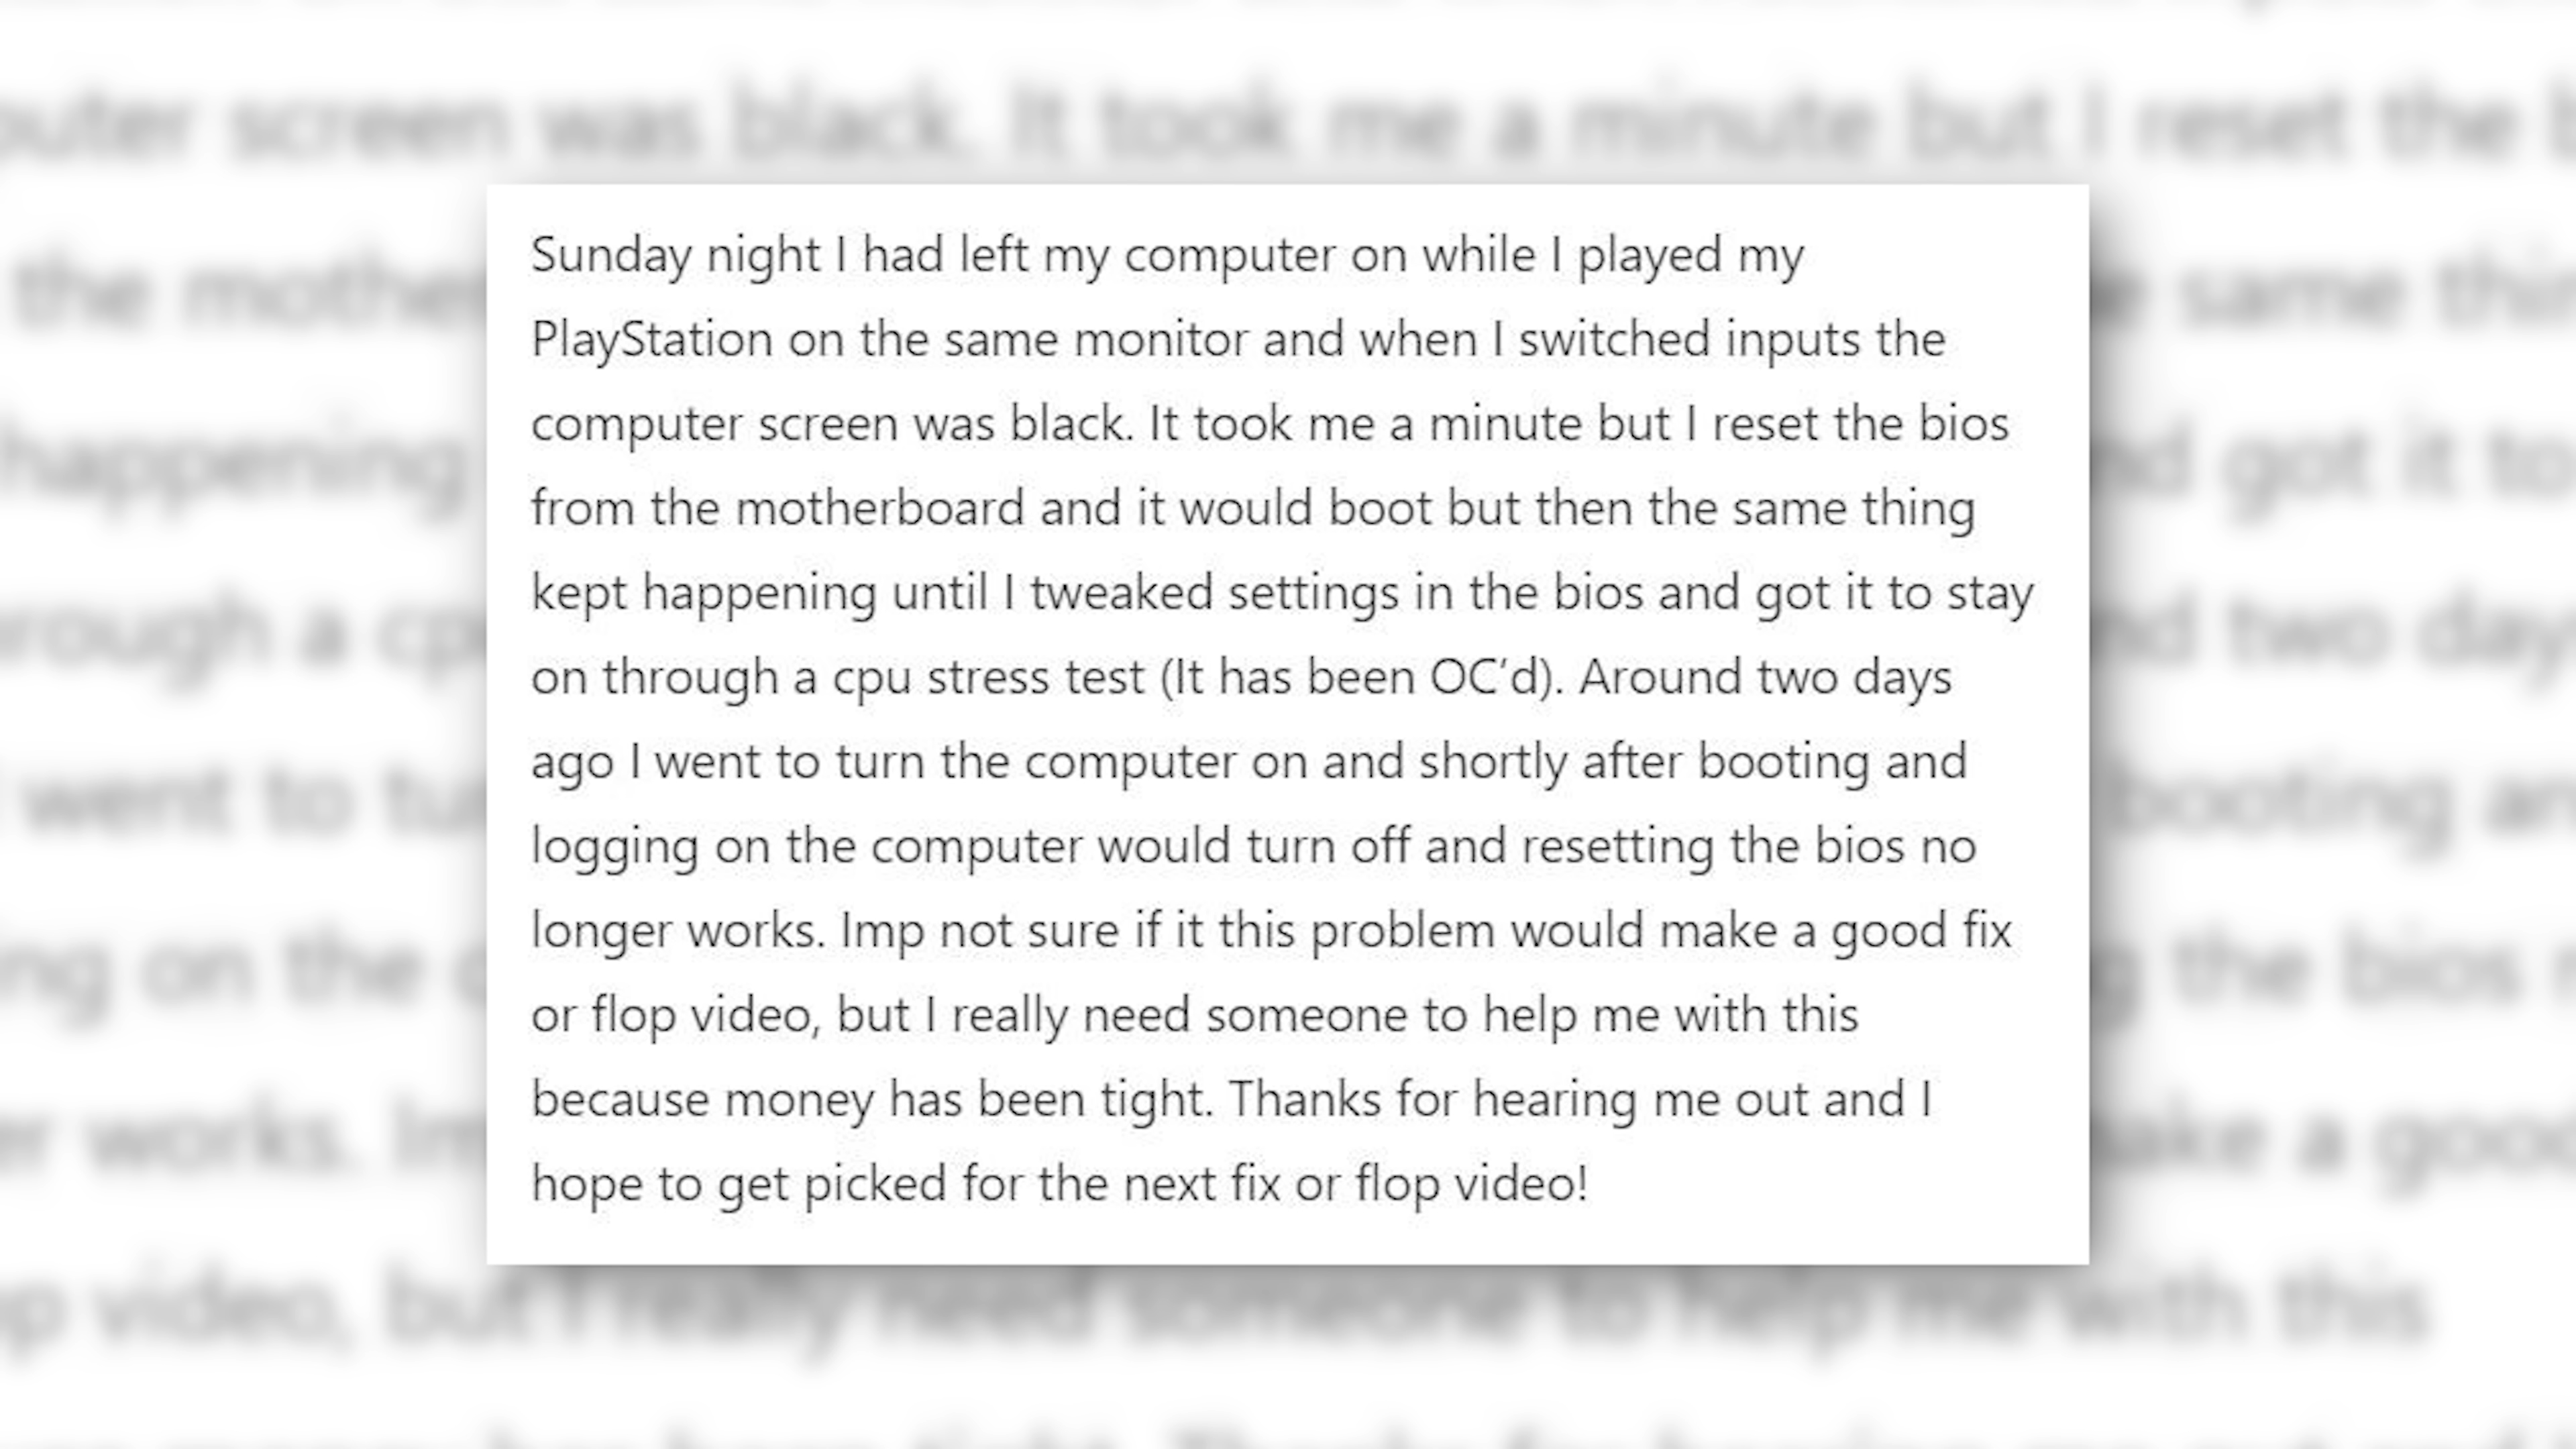 Sunday night I had left my computer on while I played my
PlayStation on the same monitor and when I switched inputs the
computer screen was black. It took me a minute but I reset the bios
from the motherboard and it would boot but then the same thing
kept happening until I tweaked settings in the bios and got it to stay
on through a cpu stress test (It has been OC’d). Around two days
ago I went to turn the computer on and shortly after booting and
logging on the computer would turn off and resetting the bios no
longer works. Imp not sure if it this problem would make a good fix
or flop video, but I really need someone to help me with this
because money has been tight. Thanks for hearing me out and I
hope to get picked for the next fix or flop video!